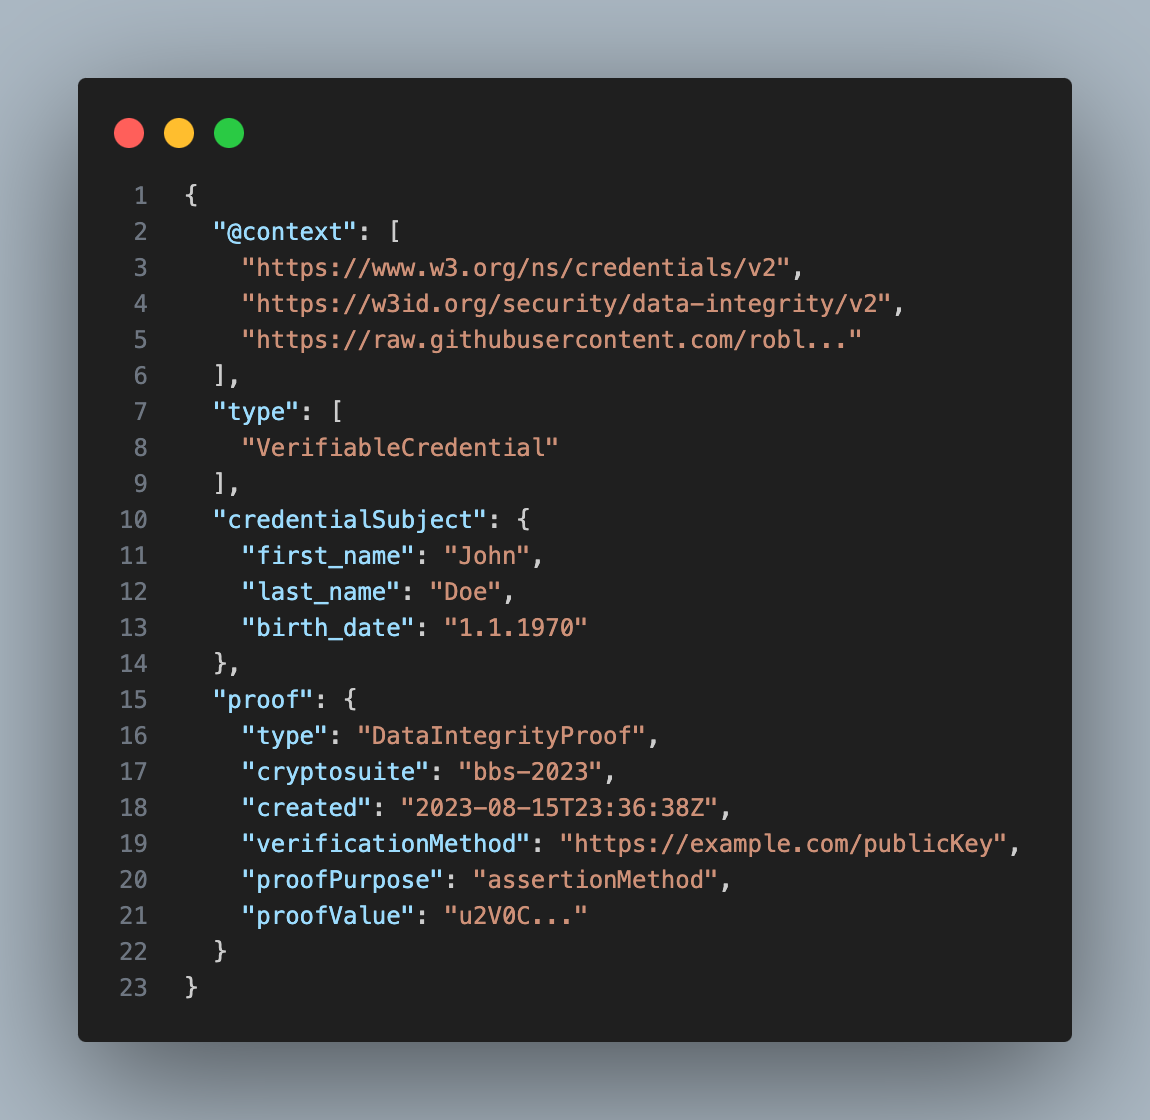 1 {
2   "@context": [
3     "https://www.w3.org/ns/credentials/v2",
4     "https://w3id.org/security/data-integrity/v2",
5     "https://raw.githubusercontent.com/robl..."
6   ],
7   "type": [
8     "VerifiableCredential"
9   ],
10   "credentialSubject": {
11     "first_name": "John",
12     "last_name": "Doe",
13     "birth_date": "1.1.1970"
14   },
15   "proof": {
16     "type": "DataIntegrityProof",
17     "cryptosuite": "bbs-2023",
18     "created": "2023-08-15T23:36:38Z",
19     "verificationMethod": "https://example.com/publicKey",
20     "proofPurpose": "assertionMethod",
21     "proofValue": "u2V0C..."
22   }
23 }